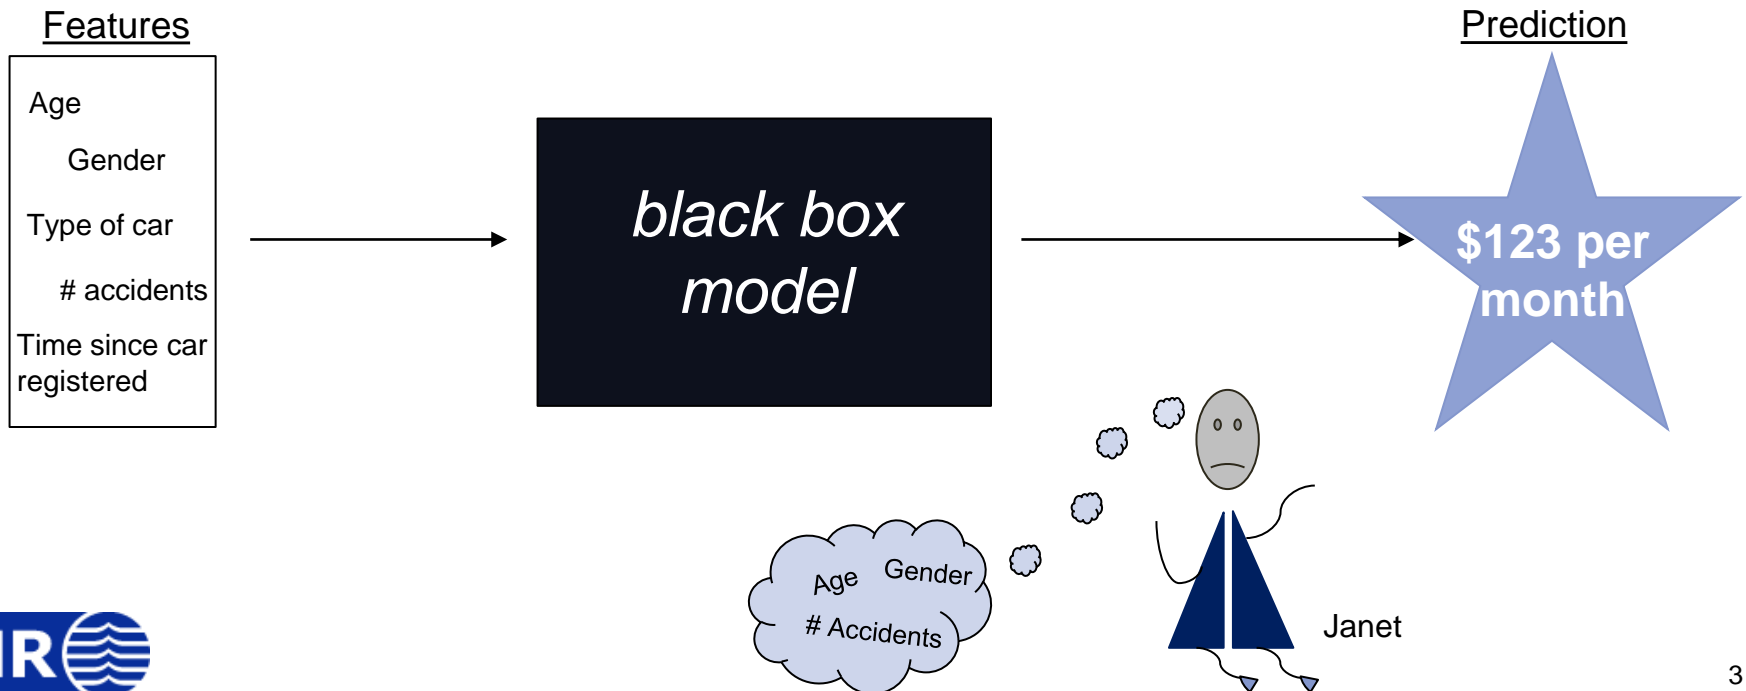 Features
Prediction
Age
Gender
Type of car
# accidents
Time since car
registered
black box
model
$123 per
month
Age
Gender
# Accidents
Janet
3